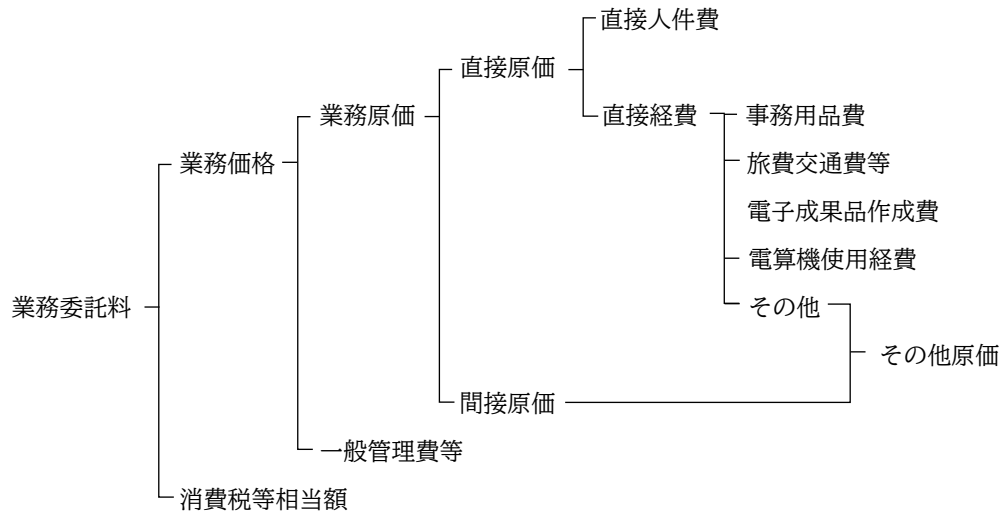 直接人件費
直接原価
業務原価
直接経費
事務用品費
業務価格
旅費交通費等
電子成果品作成費
電算機使用経費
業務委託料
その他
その他原価
間接原価
一般管理費等
消費税等相当額